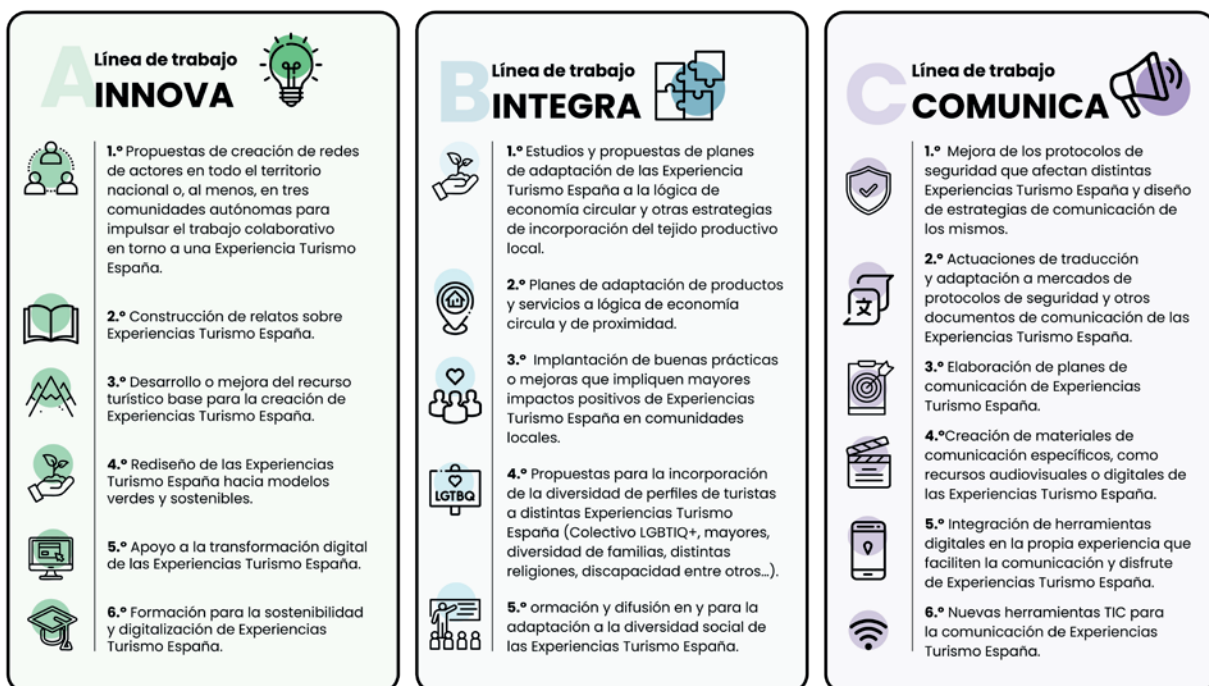 A
Línea de trabajo
INNOVA
1.º Propuestas de creación de redes
de actores en todo el territorio
nacional o, al menos, en tres
comunidades autónomas para
impulsar el trabajo colaborativo
en torno a una Experiencia Turismo
España.
2.º Construcción de relatos sobre
Experiencias Turismo España.
3.º Desarrollo o mejora del recurso
turístico base para la creación de
Experiencias Turismo España.
4.º Rediseño de las Experiencias
Turismo España hacia modelos
verdes y sostenibles.
5.º Apoyo a la transformación digital
de las Experiencias Turismo España.
6.º Formación para la sostenibilidad
y digitalización de Experiencias
Turismo España.
B
Línea de trabajo
INTEGRA
1.º Estudios y propuestas de planes
de adaptación de las Experiencia
Turismo España a la lógica de
economía circular y otras estrategias
de incorporación del tejido productivo
local.
2.º Planes de adaptación de productos
y servicios a lógica de economía
circula y de proximidad.
3.º Implantación de buenas prácticas
o mejoras que impliquen mayores
impactos positivos de Experiencias
Turismo España en comunidades
locales.
LGTBQ
4.º Propuestas para la incorporación
de la diversidad de perfiles de turistas
a distintas Experiencias Turismo
España (Colectivo LGBTIQ+, mayores,
diversidad de familias, distintas
religiones, discapacidad entre otros...).
5.º ormación y difusión en y para la
adaptación a la diversidad social de
las Experiencias Turismo España.
C
Línea de trabajo
COMUNICA
1.º Mejora de los protocolos de
seguridad que afectan distintas
Experiencias Turismo España y diseño
de estrategias de comunicación de
los mismos.
2.º Actuaciones de traducción
y adaptación a mercados de
protocolos de seguridad y otros
documentos de comunicación de las
Experiencias Turismo España.
文
3.º Elaboración de planes de
comunicación de Experiencias
Turismo España.
4.ºCreación de materiales de
comunicación específicos, como
recursos audiovisuales o digitales de
las Experiencias Turismo España.
5.º Integración de herramientas
digitales en la propia experiencia que
faciliten la comunicación y disfrute
de Experiencias Turismo España.
6.º Nuevas herramientas TIC para
la comunicación de Experiencias
Turismo España.